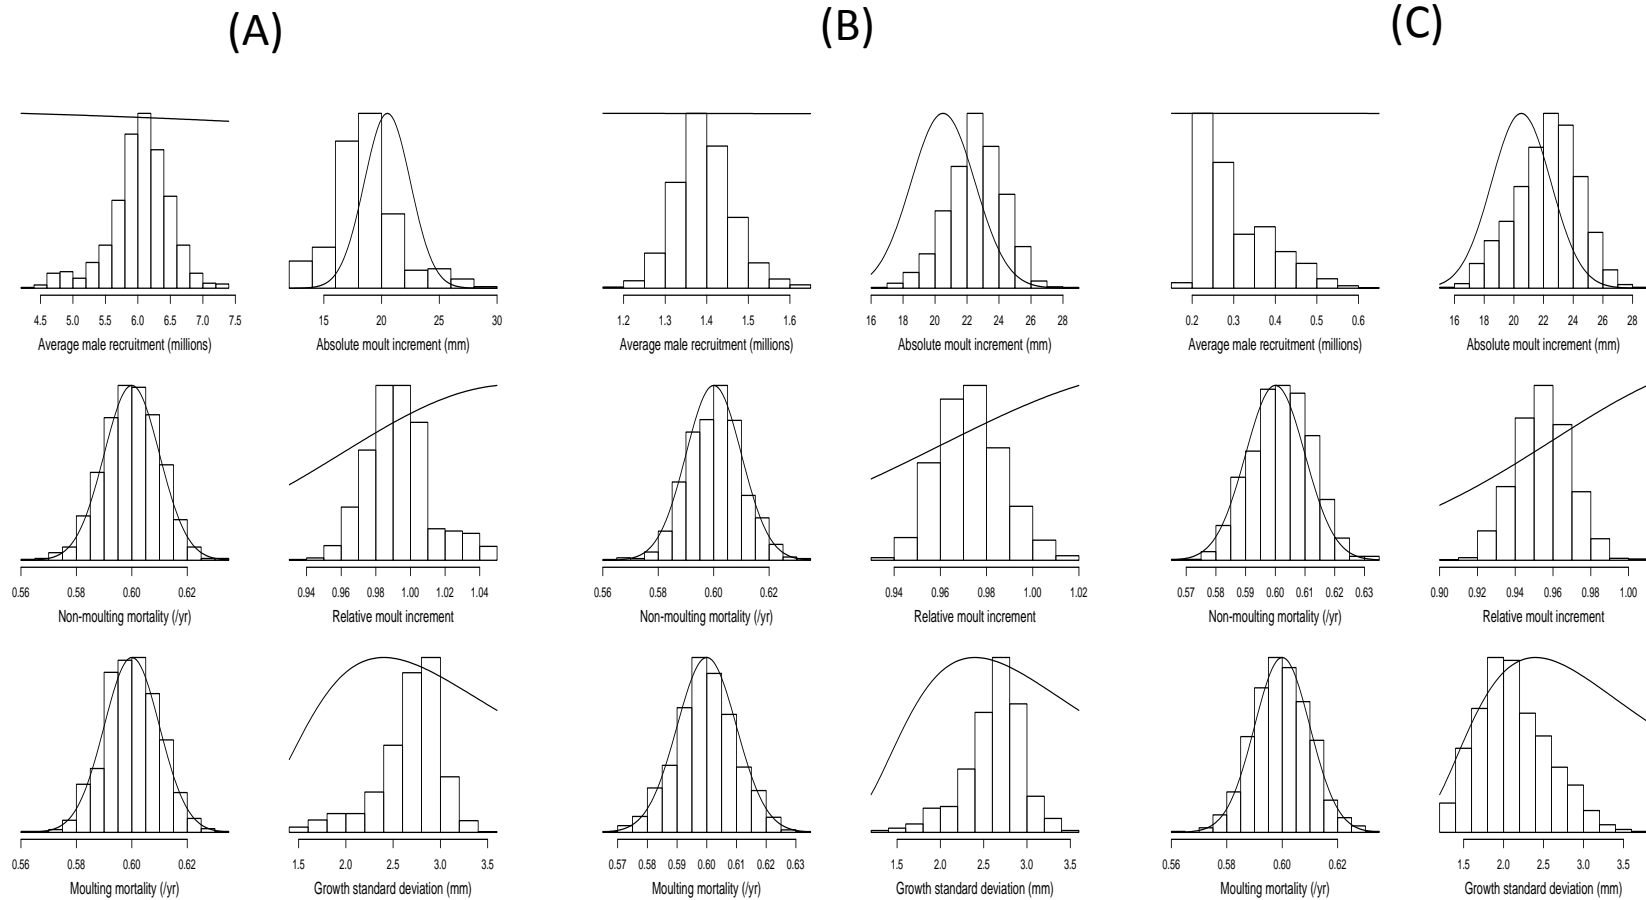 (A) (B) (C)
4.5 5.0 5.5 6.0 6.5 7.0 7.5
Average male recruitment (millions)
15 20 25 30
Absolute moult increment (mm)
1.2 1.3 1.4 1.5 1.6
Average male recruitment (millions)
16 18 20 22 24 26 28
Absolute moult increment (mm)
0.2 0.3 0.4 0.5 0.6
Average male recruitment (millions)
16 18 20 22 24 26 28
Absolute moult increment (mm)
0.56 0.58 0.60 0.62
Non-moulting mortality (/yr)
0.94 0.96 0.98 1.00 1.02 1.04
Relative moult increment
0.56 0.58 0.60 0.62
Non-moulting mortality (/yr)
0.94 0.96 0.98 1.00 1.02
Relative moult increment
0.57 0.58 0.59 0.60 0.61 0.62 0.63
Non-moulting mortality (/yr)
0.90 0.92 0.94 0.96 0.98 1.00
Relative moult increment
0.56 0.58 0.60 0.62
Moulting mortality (/yr)
1.5 2.0 2.5 3.0 3.5
Growth standard deviation (mm)
0.57 0.58 0.59 0.60 0.61 0.62 0.63
Moulting mortality (/yr)
1.5 2.0 2.5 3.0 3.5
Growth standard deviation (mm)
0.56 0.58 0.60 0.62
Moulting mortality (/yr)
1.5 2.0 2.5 3.0 3.5
Growth standard deviation (mm)